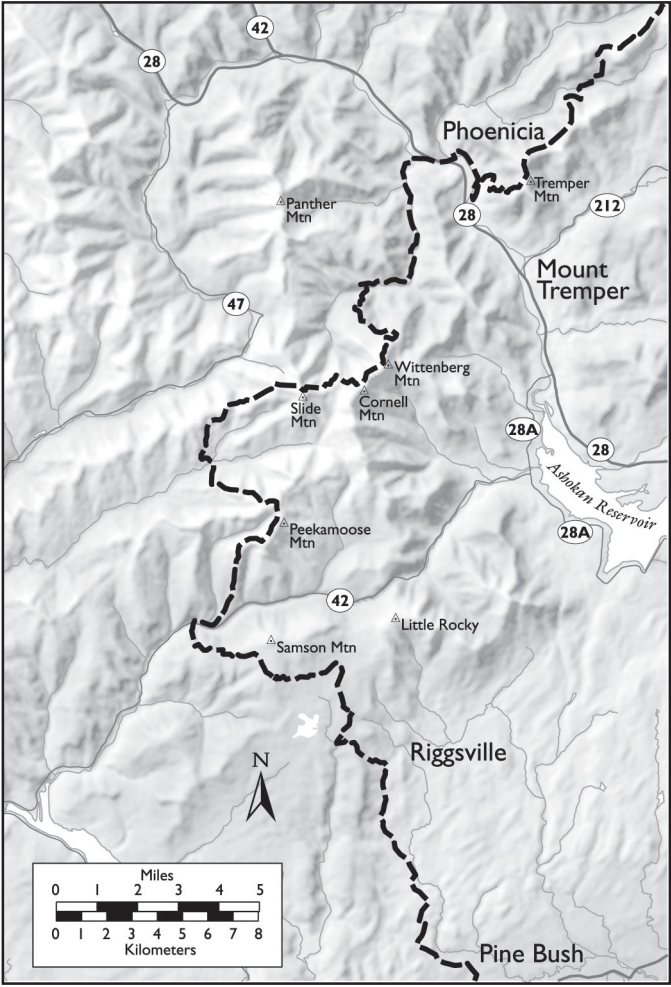 42
28
Phoenicia
Tremper
Mtn
Panther
Mtn
212
28
Mount
Tremper
47
Wittenberg
Mtn
Slide
Mtn
Cornell
Mtn
28A
28
Ashokan Reservoir
Peekamoose
Mtn
28A
42
Little Rocky
Samson Mtn
Riggsville
N
Miles
0 1 2 3 4 5
0 1 2 3 4 5 6 7 8
Kilometers
Pine Bush